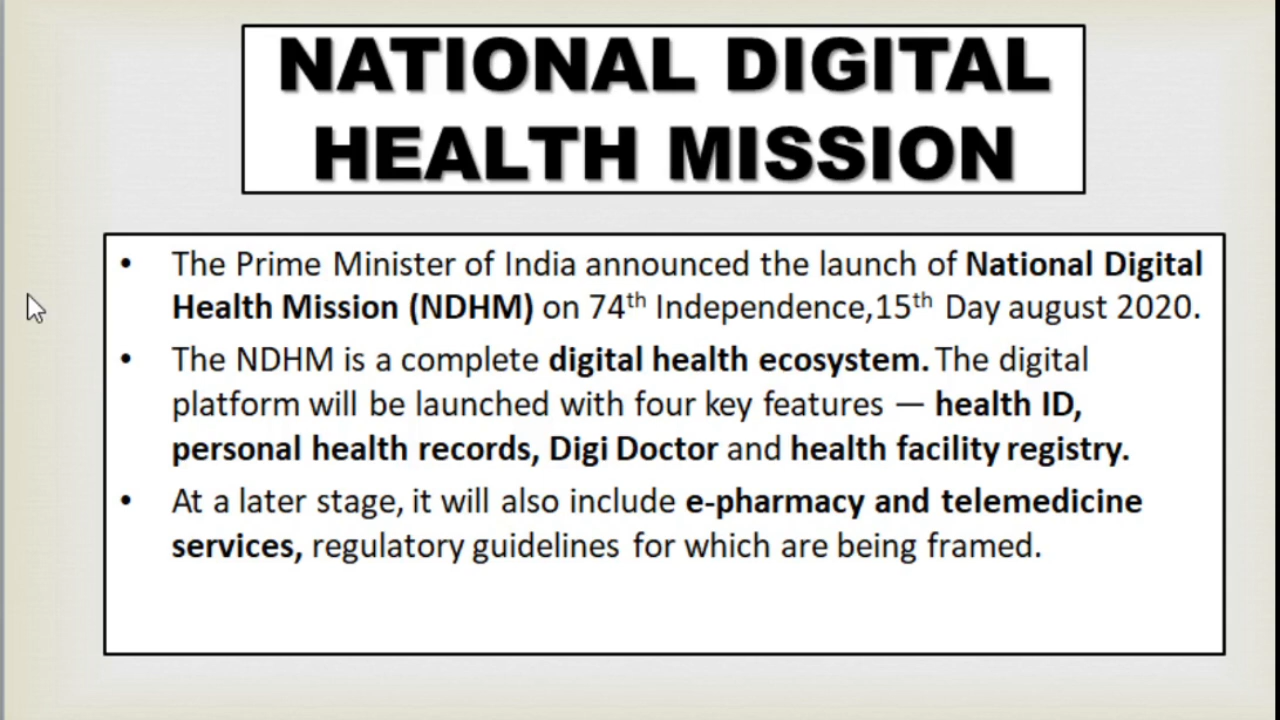 NATIONAL DIGITAL
HEALTH MISSION
• The Prime Minister of India announced the launch of National Digital
Health Mission (NDHM) on 74th Independence,15th Day august 2020.
• The NDHM is a complete digital health ecosystem. The digital
platform will be launched with four key features — health ID,
personal health records, Digi Doctor and health facility registry.
• At a later stage, it will also include e-pharmacy and telemedicine
services, regulatory guidelines for which are being framed.